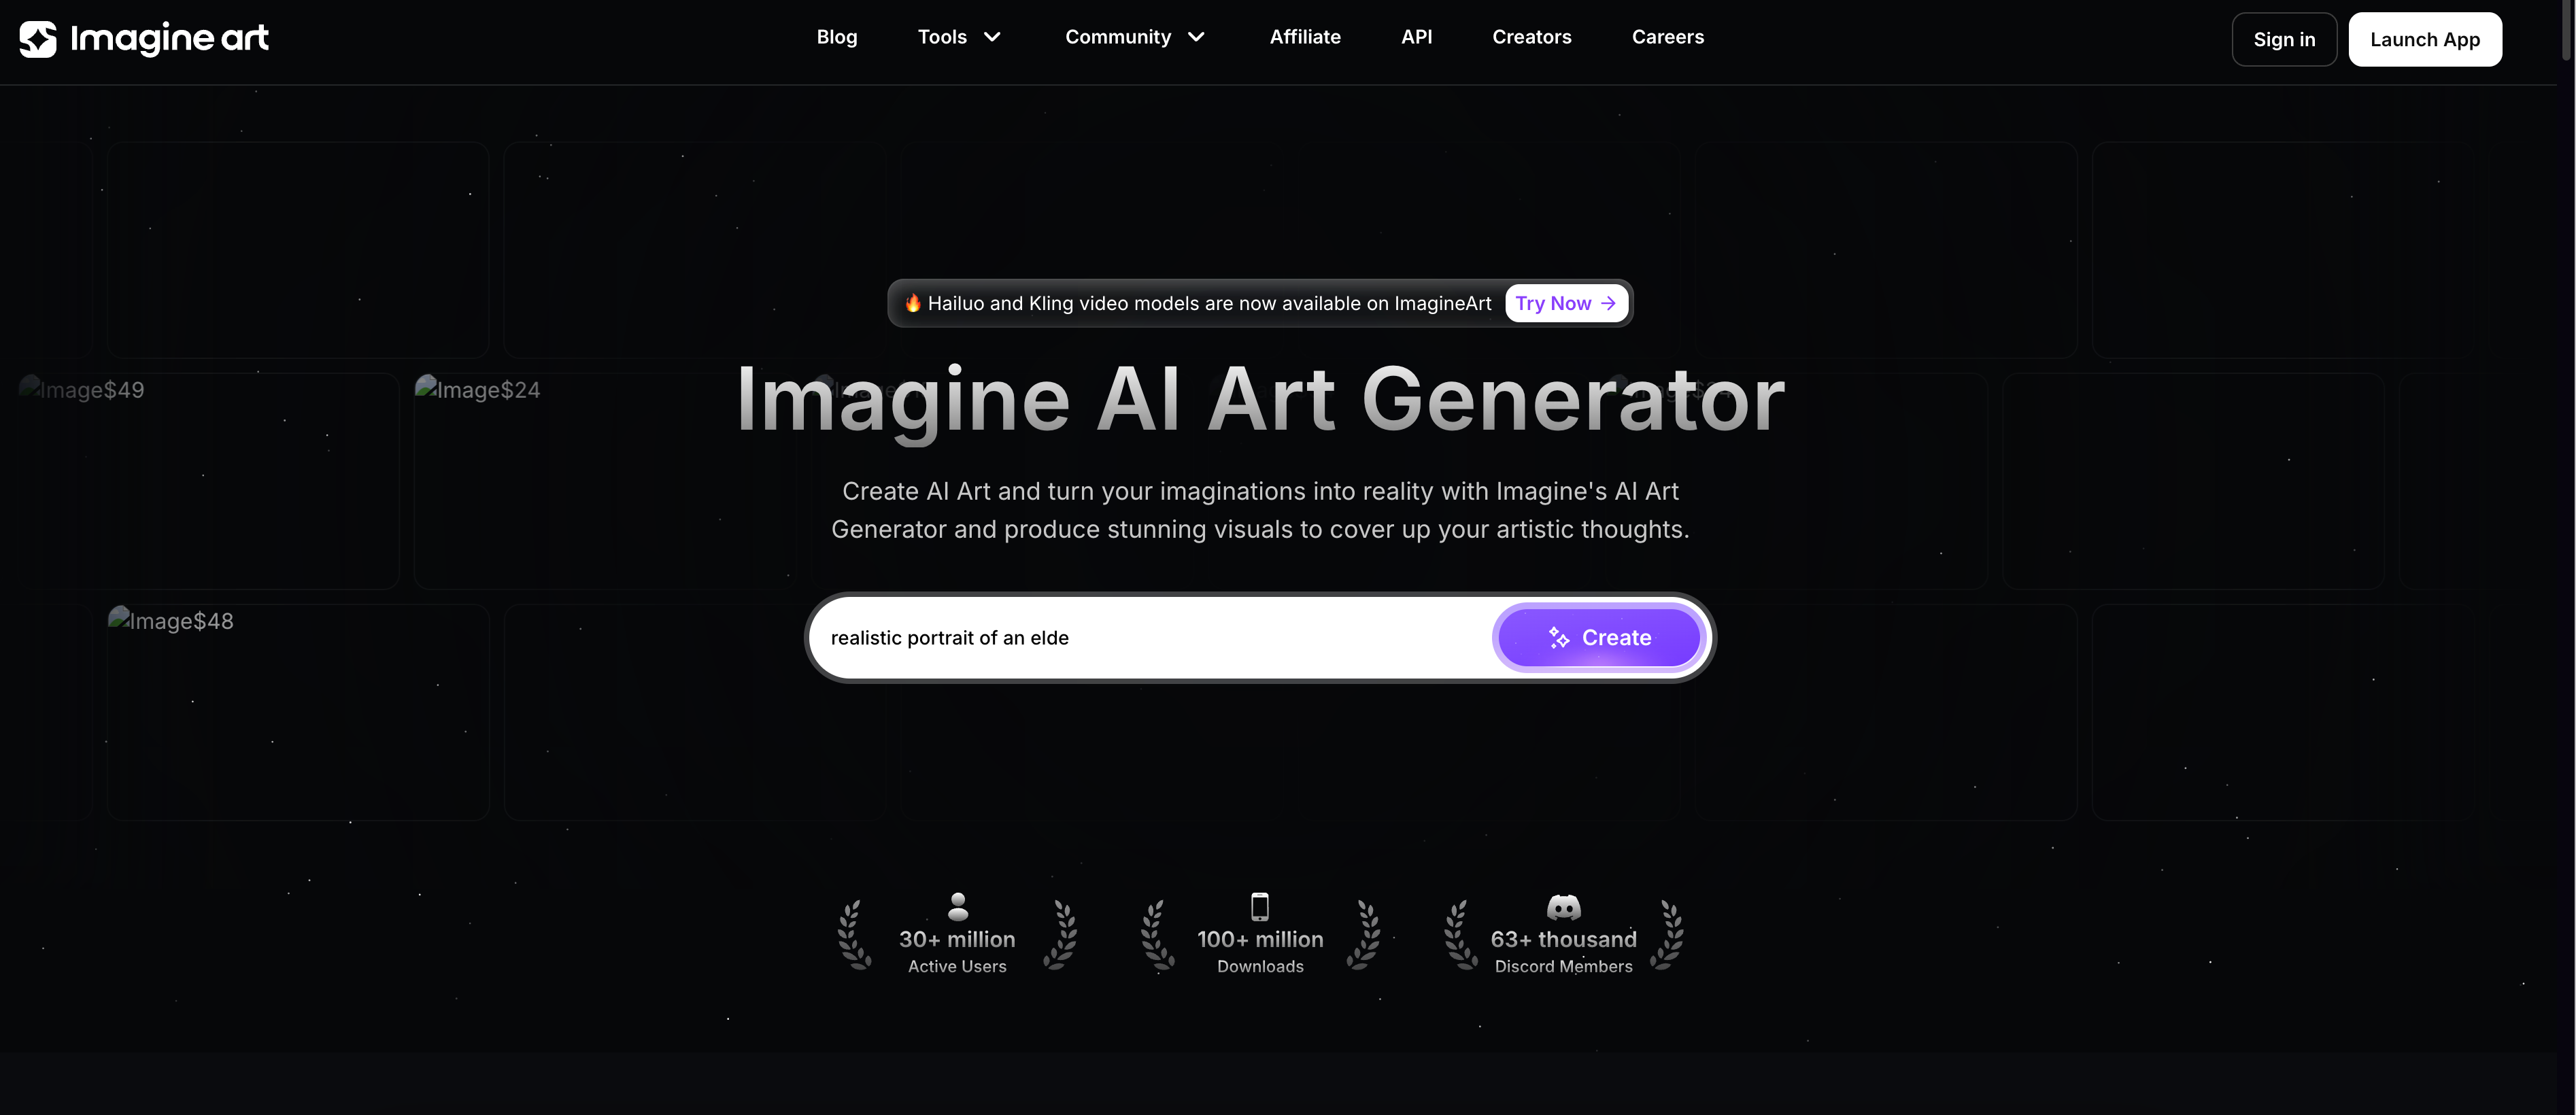 Imagine art
Blog
Tools
Community
Affiliate
API
Creators
Careers
Sign in
Launch App
🔥 Hailuo and Kling video models are now available on ImagineArt
Try Now →
Image$49
Image$24
Imagine AI Art Generator
Create AI Art and turn your imaginations into reality with Imagine's AI Art
Generator and produce stunning visuals to cover up your artistic thoughts.
Image$48
realistic portrait of an elde
Create
30+ million
Active Users
100+ million
Downloads
63+ thousand
Discord Members